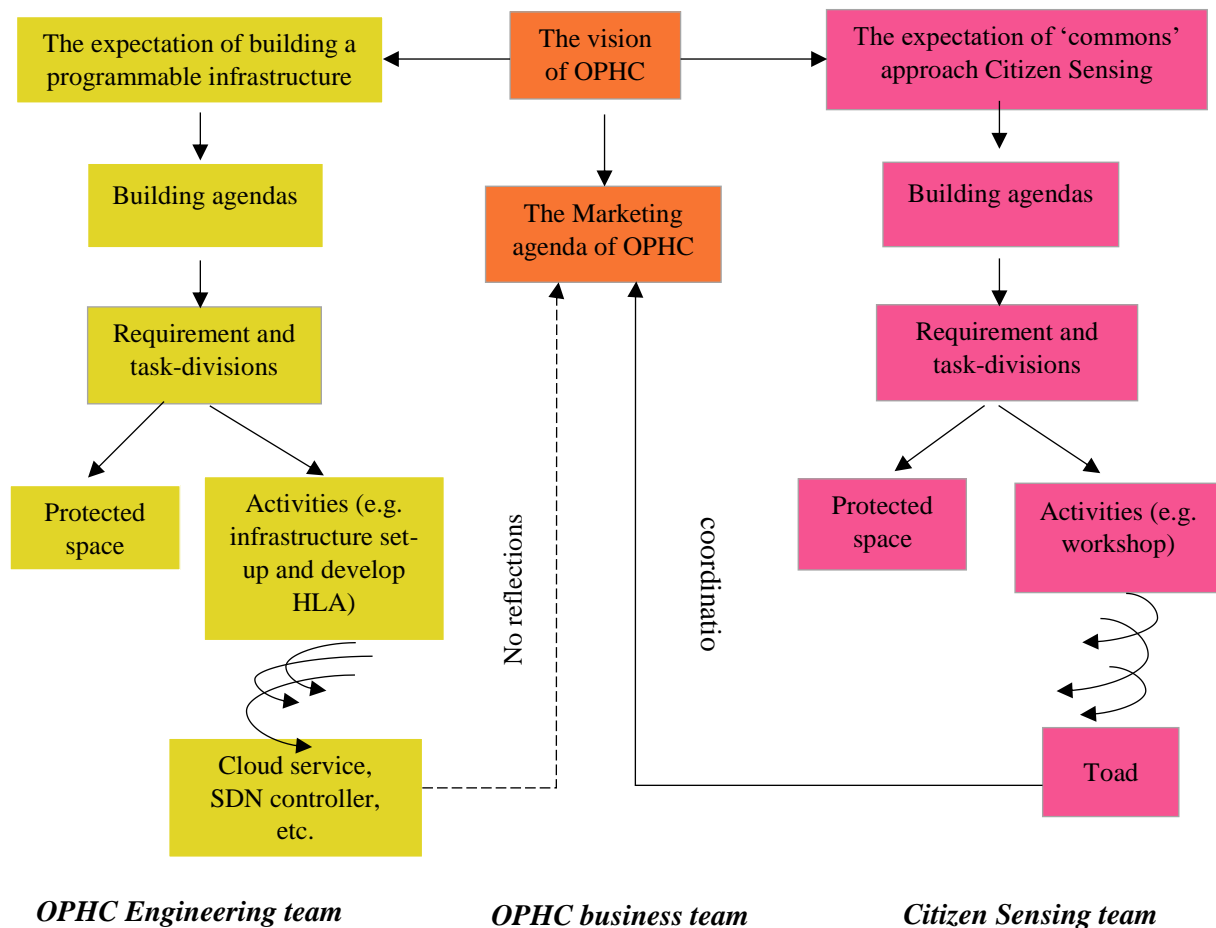 The expectation of building a
programmable infrastructure
The vision
of OPHC
The expectation of ‘commons’
approach Citizen Sensing
Building agendas
The Marketing
agenda of OPHC
Building agendas
Requirement and
task-divisions
Requirement and
task-divisions
Protected
space
Activities (e.g.
infrastructure set-
up and develop
HLA)
No reflections
coordinatio
Protected
space
Activities (e.g.
workshop)
Cloud service,
SDN controller,
etc.
Toad
OPHC Engineering team
OPHC business team
Citizen Sensing team